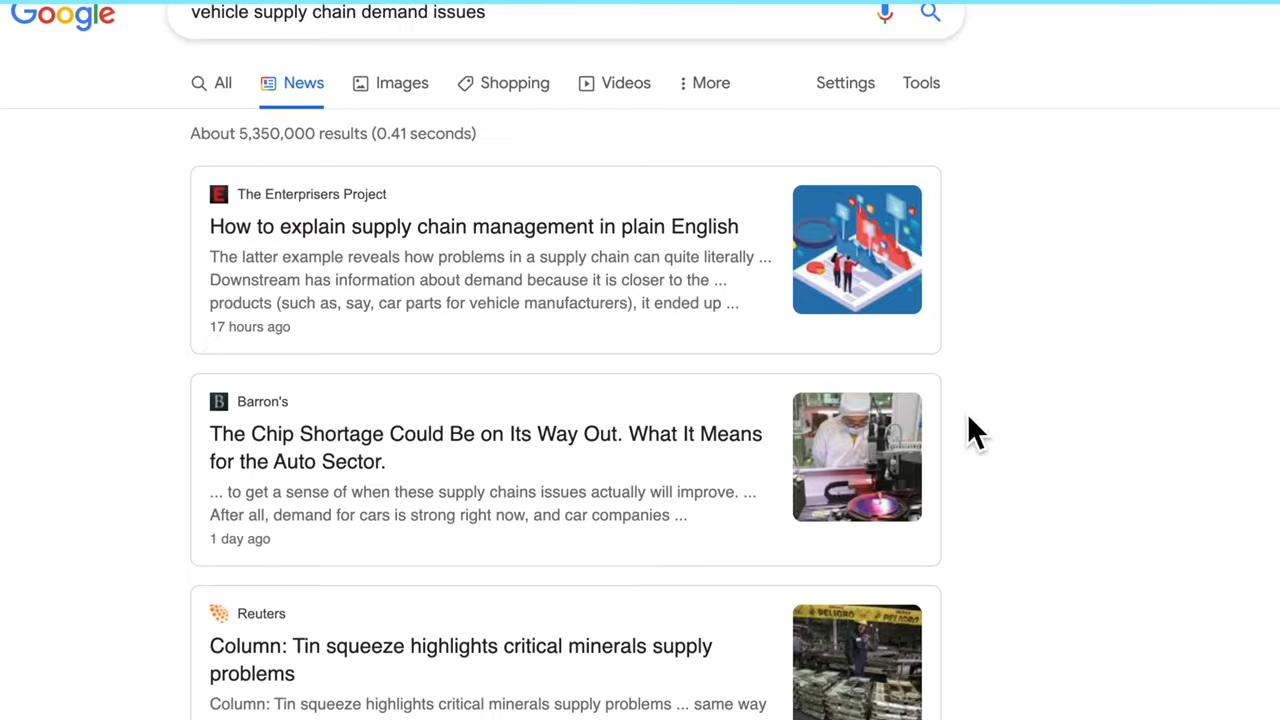 Google
vehicle supply chain demand issues
All News Images Shopping Videos More Settings Tools
About 5,350,000 results (0.41 seconds)
E The Enterprisers Project
How to explain supply chain management in plain English
The latter example reveals how problems in a supply chain can quite literally ...
Downstream has information about demand because it is closer to the ...
products (such as, say, car parts for vehicle manufacturers), it ended up ...
17 hours ago
B Barron's
The Chip Shortage Could Be on Its Way Out. What It Means
for the Auto Sector.
... to get a sense of when these supply chains issues actually will improve. ...
After all, demand for cars is strong right now, and car companies ...
1 day ago
Reuters
PELIGRO PELIGRO
Column: Tin squeeze highlights critical minerals supply
problems
Column: Tin squeeze highlights critical minerals supply problems ... same way